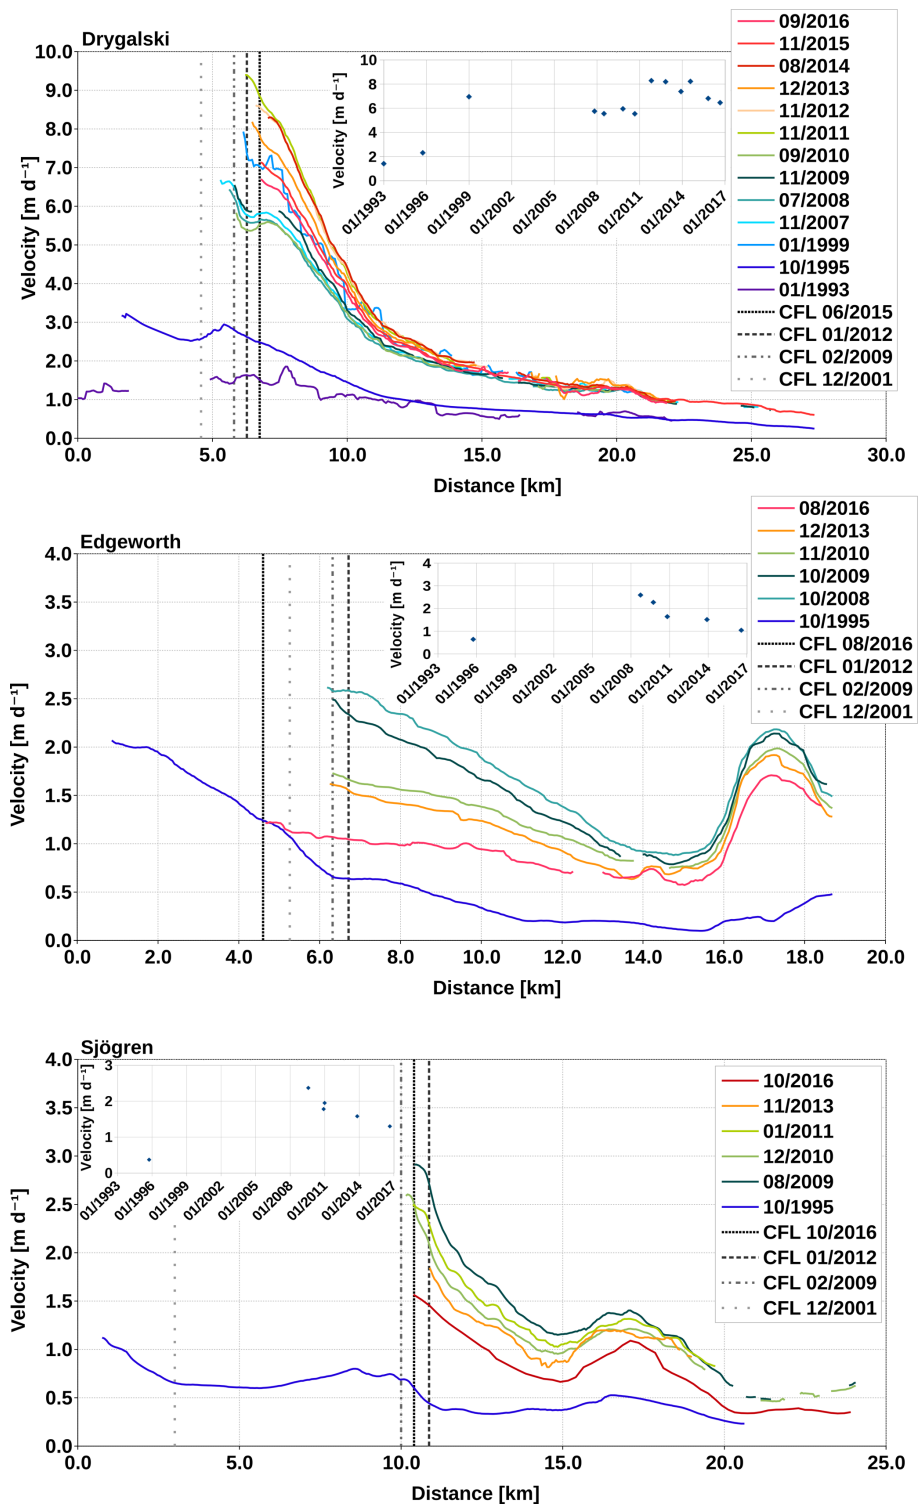 Drygalski
10.0
9.0
8.0
7.0
6.0
5.0
4.0
3.0
2.0
1.0
0.0
Velocity [m d⁻¹]
0.0 5.0 10.0 15.0 20.0 25.0 30.0
Distance [km]
10
8
6
4
2
0
Velocity [m d⁻¹]
01/1993 01/1996 01/1999 01/2002 01/2005 01/2008 01/2011 01/2014 01/2017
09/2016
11/2015
08/2014
12/2013
11/2012
11/2011
09/2010
11/2009
07/2008
11/2007
01/1999
10/1995
01/1993
CFL 06/2015
CFL 01/2012
CFL 02/2009
CFL 12/2001
Edgeworth
4.0
3.5
3.0
2.5
2.0
1.5
1.0
0.5
0.0
Velocity [m d⁻¹]
0.0 2.0 4.0 6.0 8.0 10.0 12.0 14.0 16.0 18.0 20.0
Distance [km]
4
3
2
1
0
Velocity [m d⁻¹]
01/1993 01/1996 01/1999 01/2002 01/2005 01/2008 01/2011 01/2014 01/2017
08/2016
12/2013
11/2010
10/2009
10/2008
10/1995
CFL 08/2016
CFL 01/2012
CFL 02/2009
CFL 12/2001
Sjögren
4.0
3.5
3.0
2.5
2.0
1.5
1.0
0.5
0.0
Velocity [m d⁻¹]
0.0 5.0 10.0 15.0 20.0 25.0
Distance [km]
3
2
1
0
Velocity [m d⁻¹]
01/1993 01/1996 01/1999 01/2002 01/2005 01/2008 01/2011 01/2014 01/2017
10/2016
11/2013
01/2011
12/2010
08/2009
10/1995
CFL 10/2016
CFL 01/2012
CFL 02/2009
CFL 12/2001